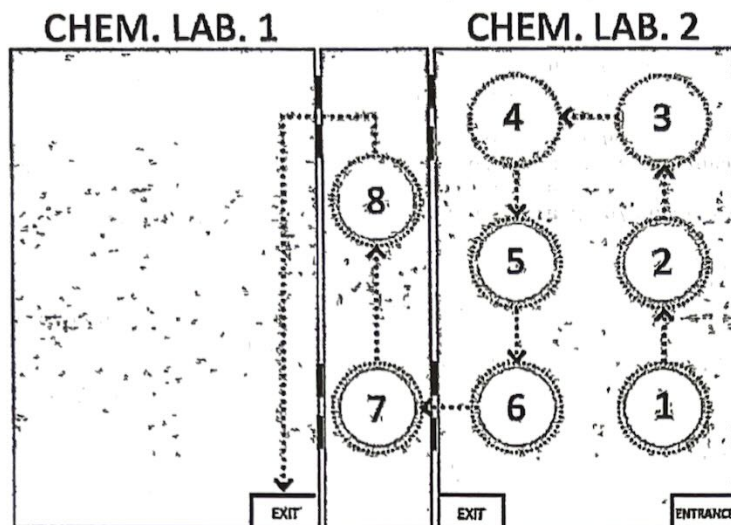 CHEM. LAB. 1 CHEM. LAB. 2
4 3
8
5 2
7 6 1
EXIT EXIT ENTRANCE